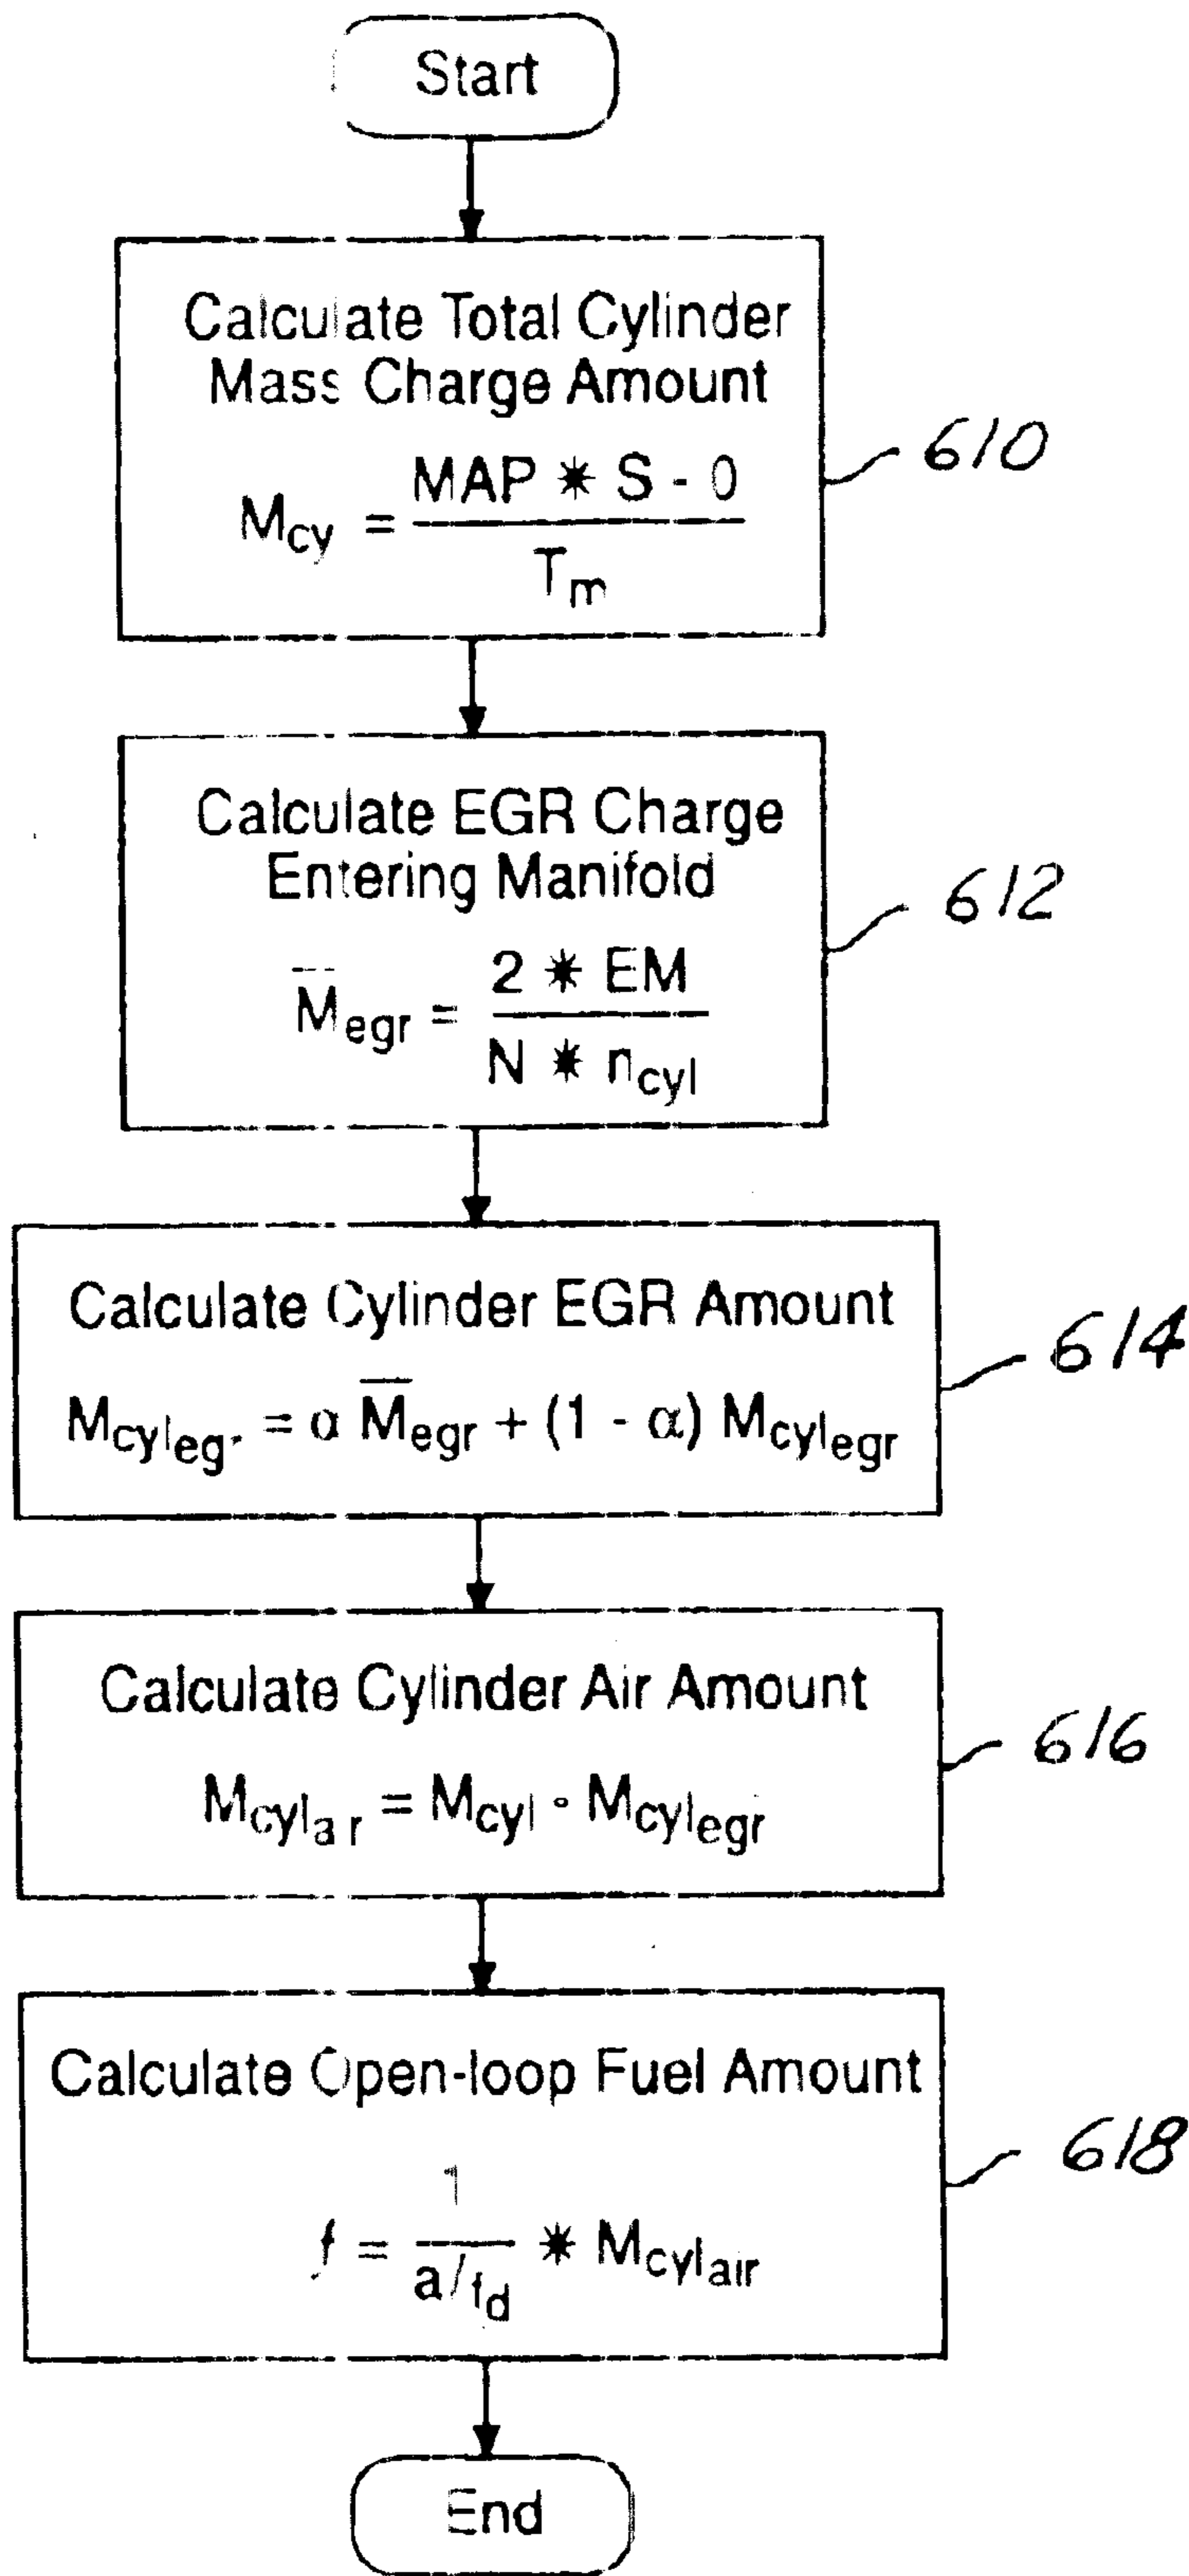 Start
Calculate Total Cylinder
Mass Charge Amount
M_cy = (MAP * S - 0) / T_m
610
Calculate EGR Charge
Entering Manifold
M̅_egr = (2 * EM) / (N * n_cyl)
612
Calculate Cylinder EGR Amount
M_cyl_egr = α M̅_egr + (1 - α) M_cyl_egr
614
Calculate Cylinder Air Amount
M_cyl_a r = M_cyl - M_cyl_egr
616
Calculate Open-loop Fuel Amount
f = 1 / (a/f_d) * M_cyl_air
618
End